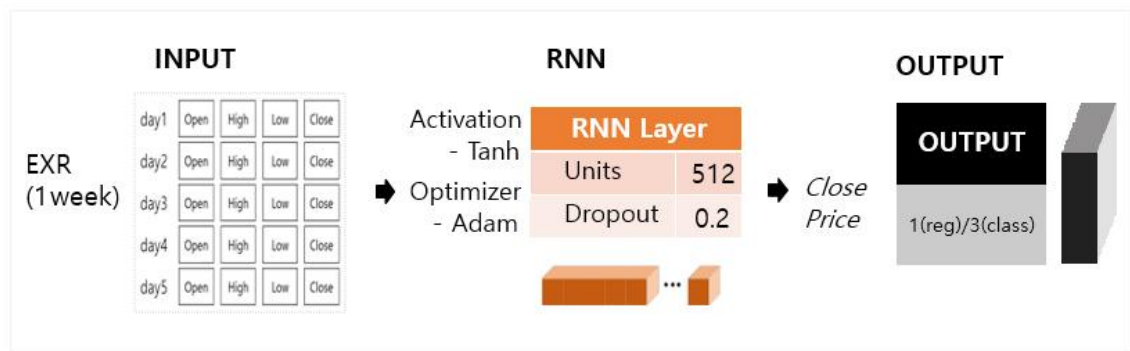 INPUT
EXR
(1 week)
day1 Open High Low Close
day2 Open High Low Close
day3 Open High Low Close
day4 Open High Low Close
day5 Open High Low Close
RNN
Activation
- Tanh
Optimizer
- Adam
RNN Layer
Units 512
Dropout 0.2
...
Close
Price
OUTPUT
OUTPUT
1(reg)/3(class)